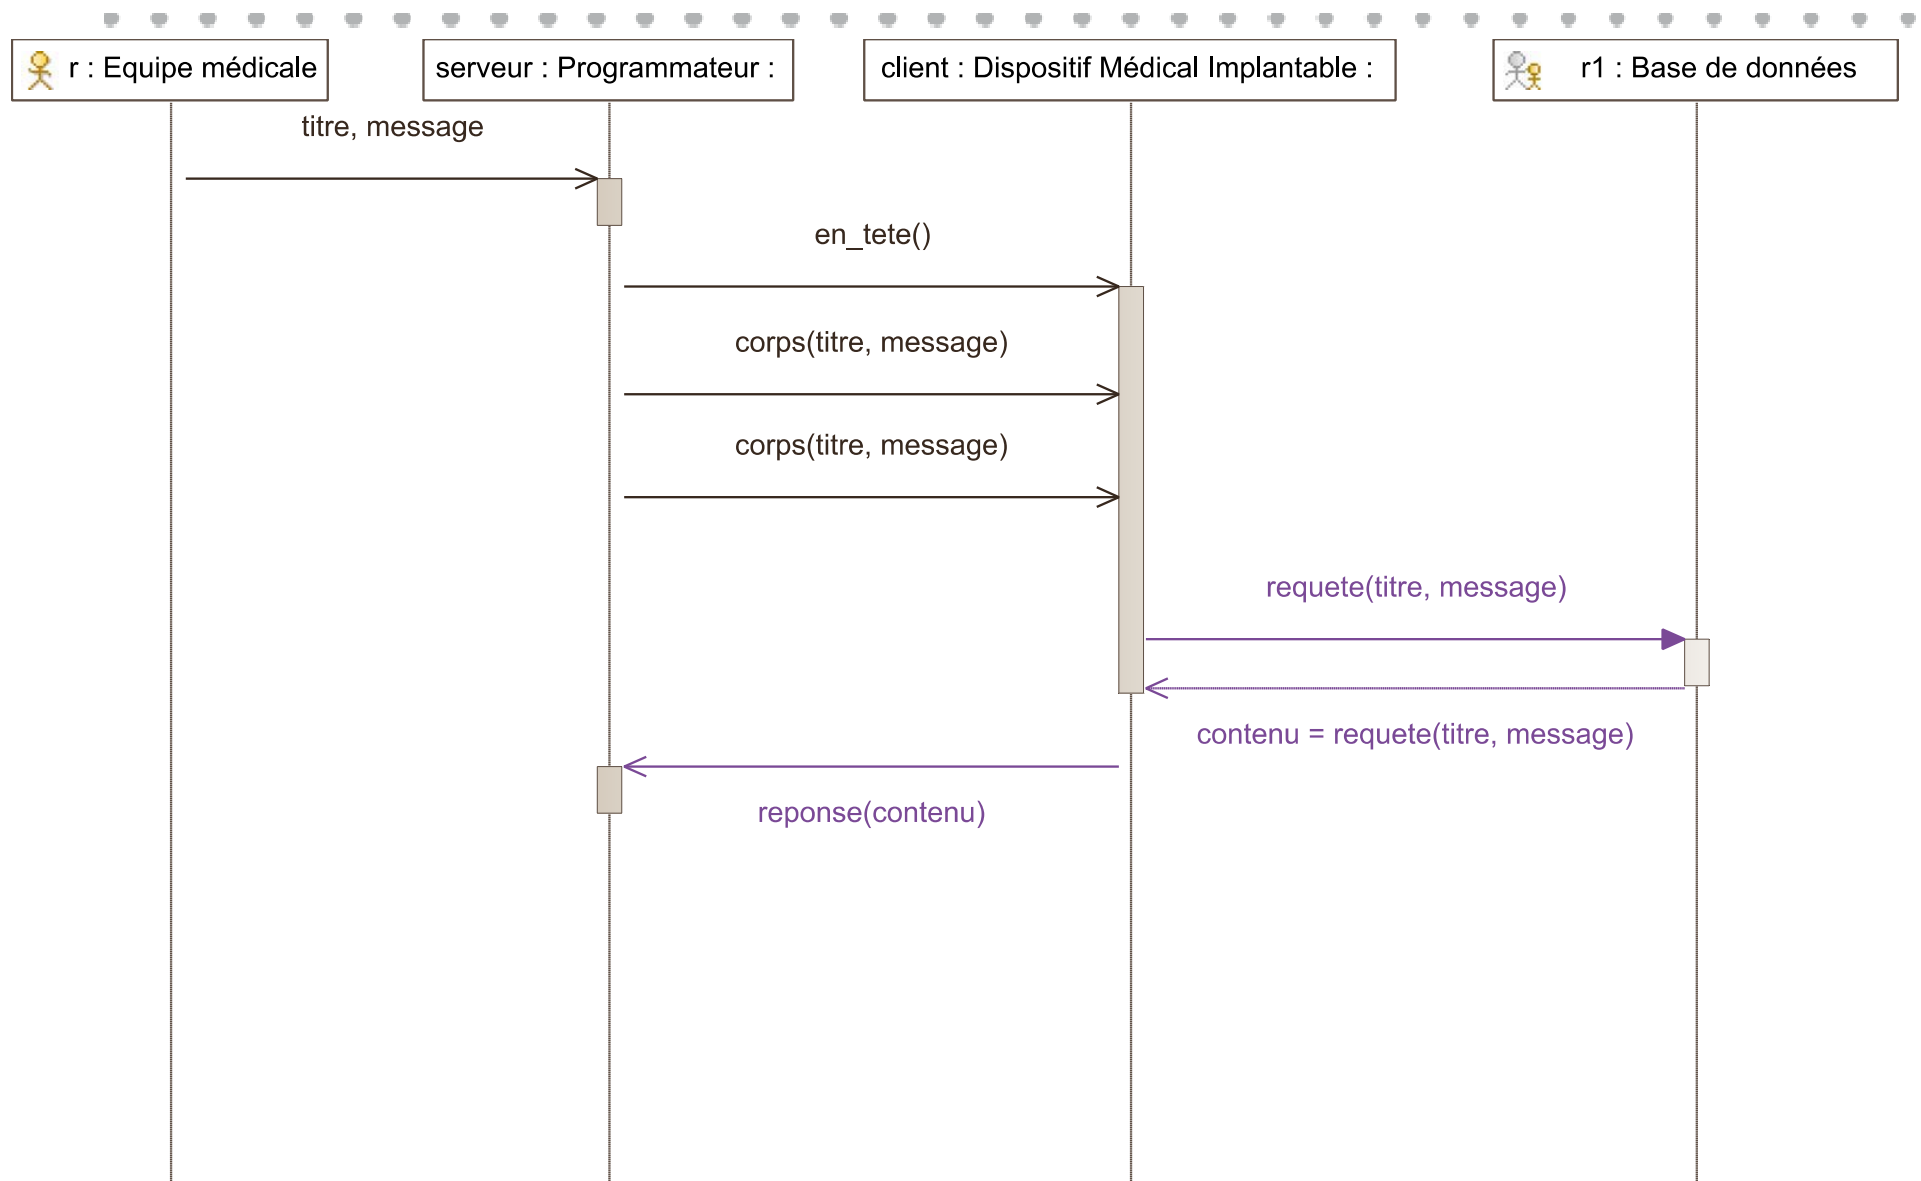 r : Equipe médicale
serveur : Programmateur :
client : Dispositif Médical Implantable :
r1 : Base de données
titre, message
en_tete()
corps(titre, message)
corps(titre, message)
requete(titre, message)
contenu = requete(titre, message)
reponse(contenu)